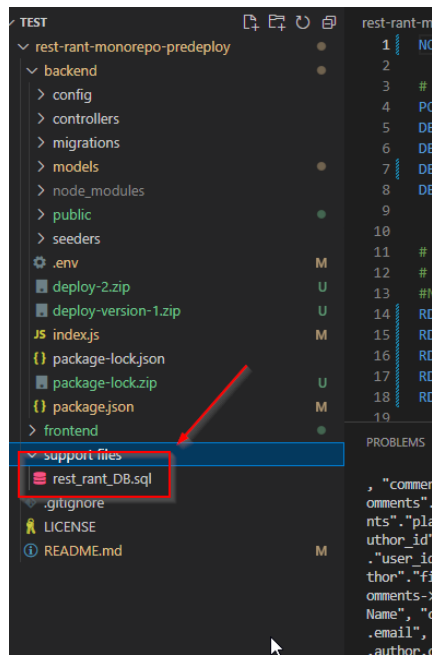 TEST
rest-rant-monorepo-predeploy
backend
config
controllers
migrations
models
node_modules
public
seeders
.env M
deploy-2.zip U
deploy-version-1.zip U
JS index.js M
{} package-lock.json
package-lock.zip U
{} package.json M
frontend
support files
rest_rant_DB.sql
.gitignore
LICENSE
README.md M
rest-rant-m
1 NO
2
3 #
4 PO
5 DE
6 DE
7 DE
8 DE
9
10
11 #
12 #
13 #N
14 RD
15 RD
16 RD
17 RD
18 RD
19
PROBLEMS
, "commen
omments".
nts"."pla
uthor_id"
."user_id
thor"."fi
omments->
Name", "c
.email",
.author.c